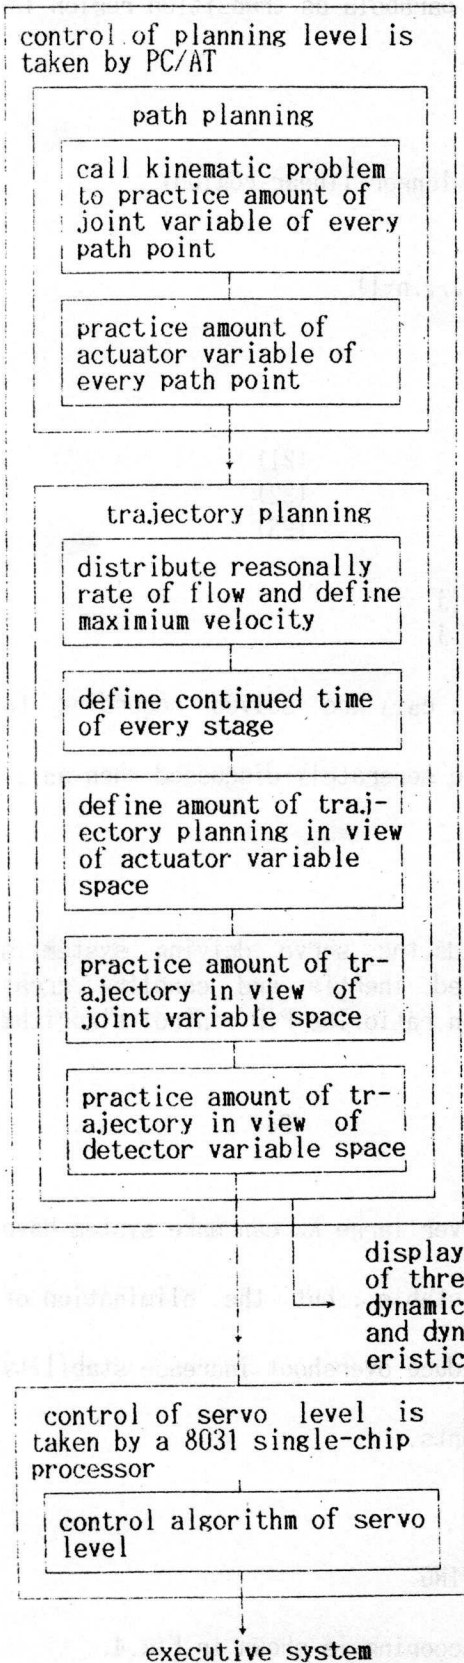 control of planning level is
taken by PC/AT
path planning
call kinematic problem
to practice amount of
joint variable of every
path point
practice amount of
actuator variable of
every path point
trajectory planning
distribute reasonally
rate of flow and define
maximium velocity
define continued time
of every stage
define amount of traj-
ectory planning in view
of actuator variable
space
practice amount of tr-
ajectory in view of
joint variable space
practice amount of tr-
ajectory in view of
detector variable space
display
of thre
dynamic
and dyn
eristic
control of servo level is
taken by a 8031 single-chip
processor
control algorithm of servo
level
executive system